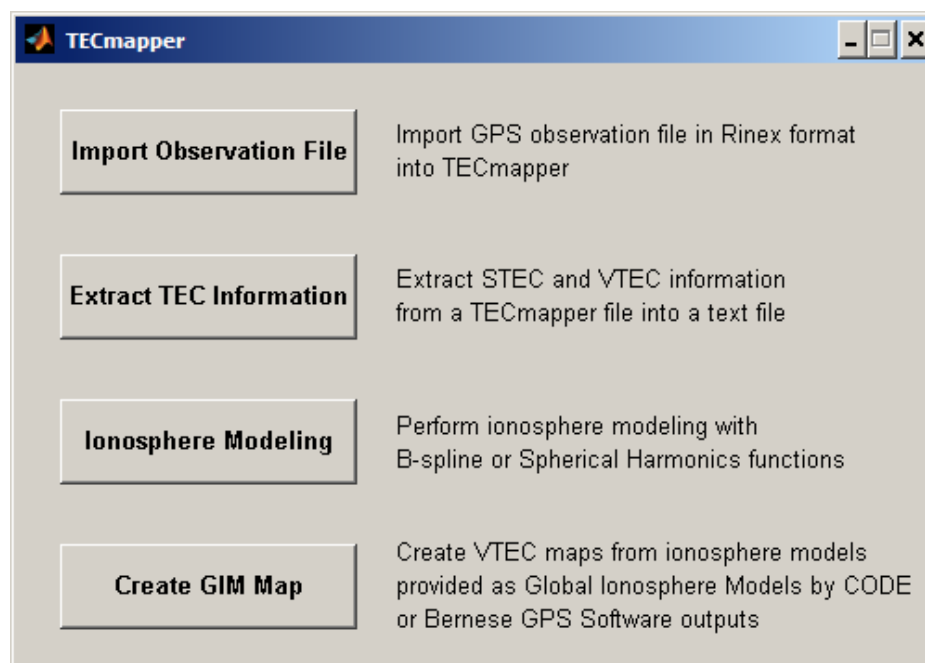 TECmapper
Import Observation File
Import GPS observation file in Rinex format
into TECmapper
Extract TEC Information
Extract STEC and VTEC information
from a TECmapper file into a text file
Ionosphere Modeling
Perform ionosphere modeling with
B-spline or Spherical Harmonics functions
Create GIM Map
Create VTEC maps from ionosphere models
provided as Global Ionosphere Models by CODE
or Bernese GPS Software outputs